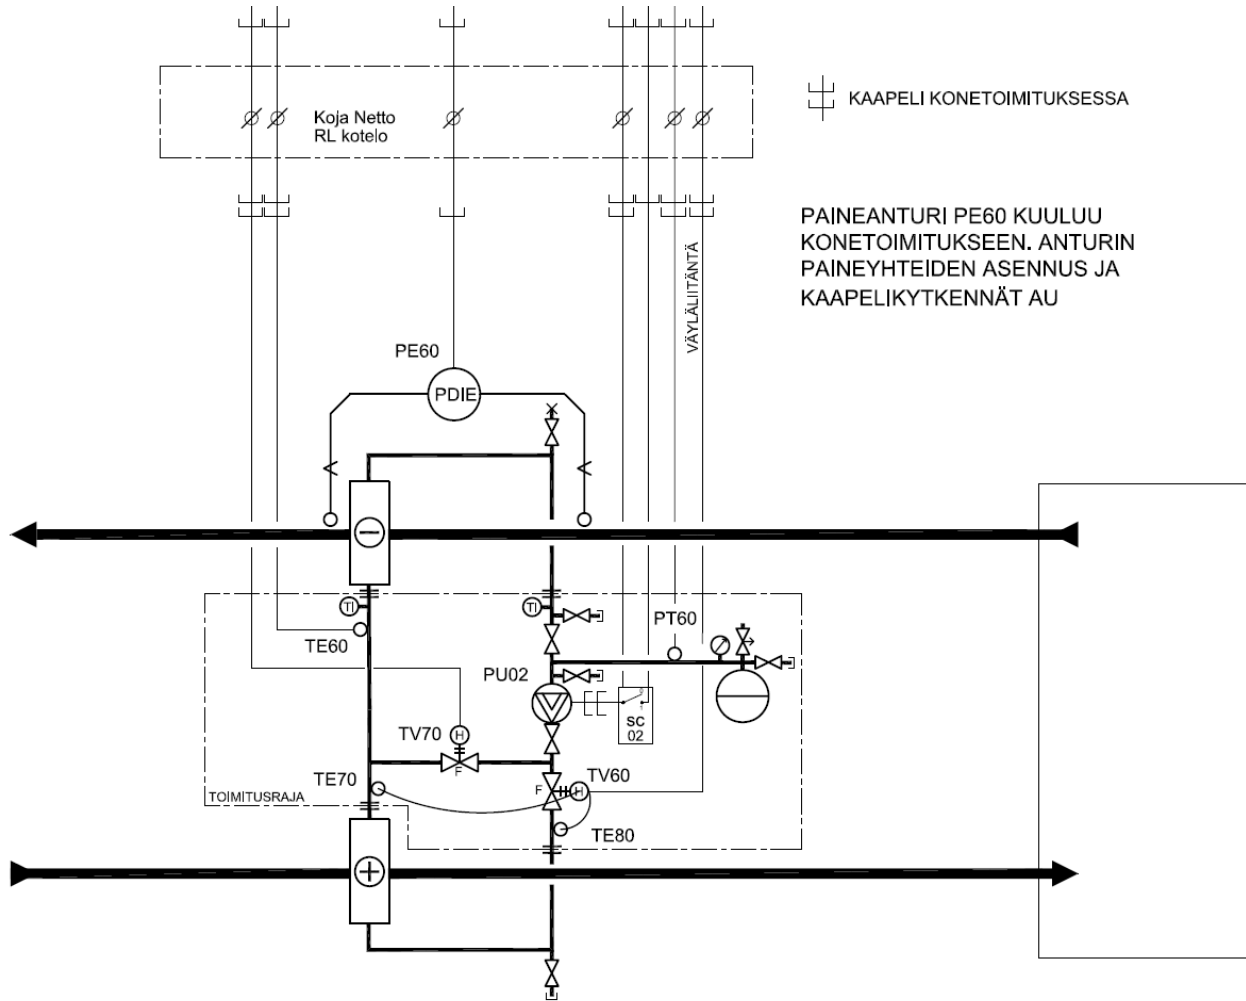 Koja Netto
RL kotelo
KAAPELI KONETOIMITUKSESSA
PAINEANTURI PE60 KUULUU
KONETOIMITUKSEEN. ANTURIN
PAINEYHTEIDEN ASENNUS JA
KAAPELIKYTKENNÄT AU
VÄYLÄLIITÄNTÄ
PE60
PDIE
TI
TI
TE60
PT60
PU02
SC
02
TV70
H
F
TE70
TV60
F
H
TOIMITUSRAJA
TE80